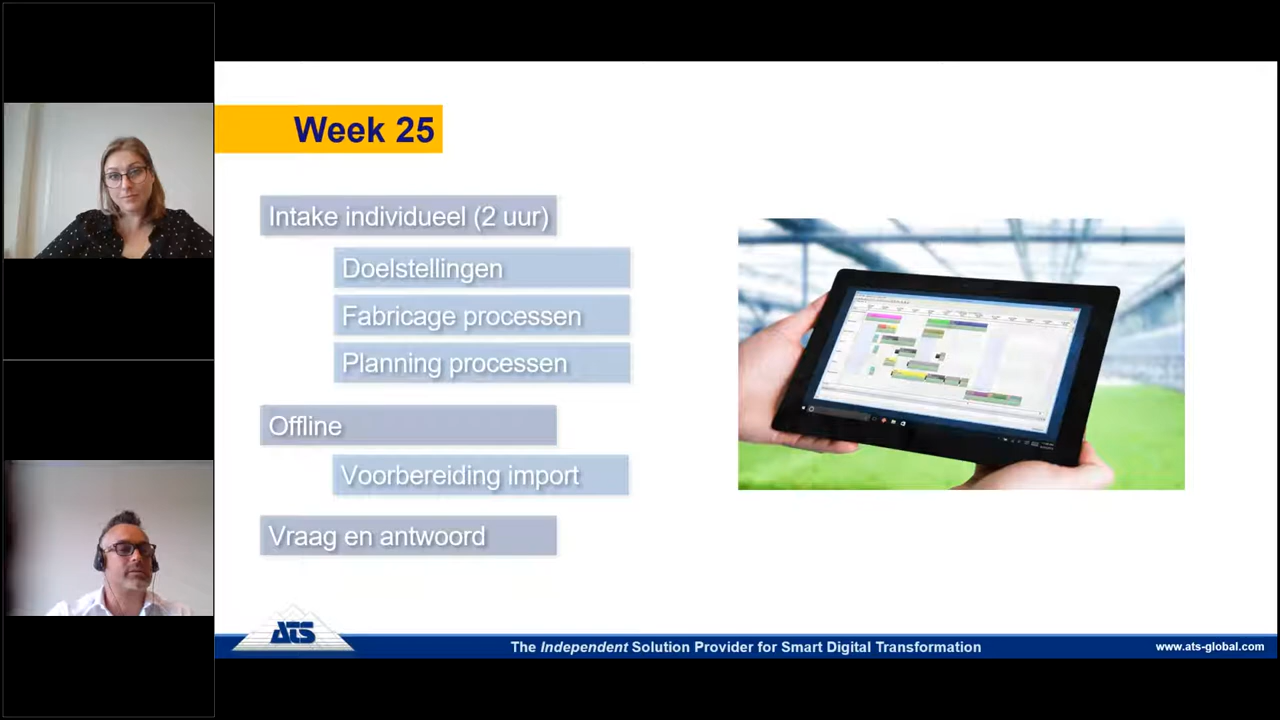 Week 25
Intake individueel (2 uur)
Doelstellingen
Fabricage processen
Planning processen
Offline
Voorbereiding import
Vraag en antwoord
ATS
The Independent Solution Provider for Smart Digital Transformation
www.ats-global.com